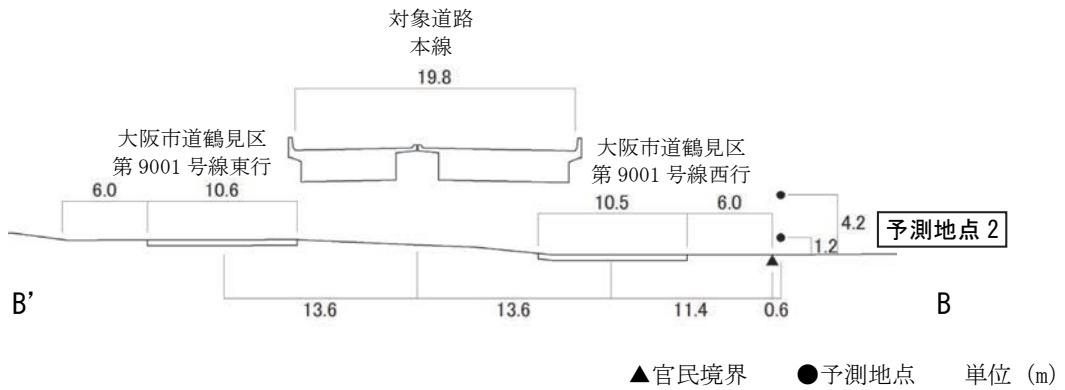 対象道路
本線
19.8
大阪市道鶴見区
第 9001 号線東行
大阪市道鶴見区
第 9001 号線西行
6.0
10.6
10.5
6.0
4.2
予測地点 2
1.2
B'
13.6
13.6
11.4
0.6
B
▲官民境界 ●予測地点 単位 (m)